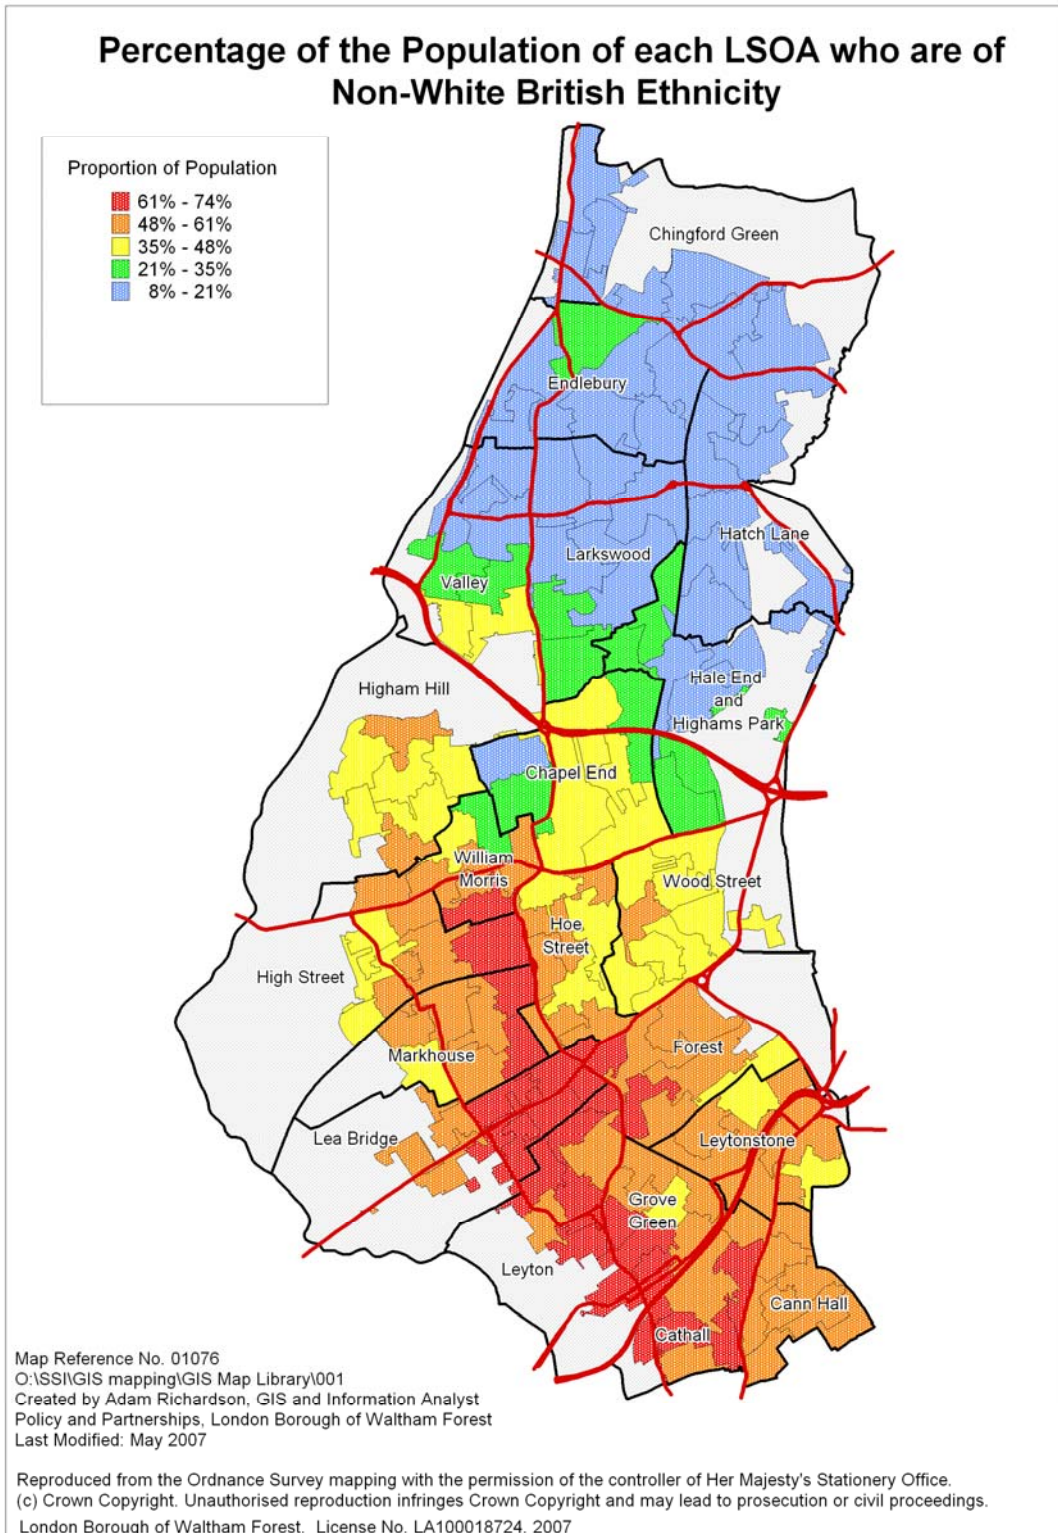 Percentage of the Population of each LSOA who are of
Non-White British Ethnicity
Proportion of Population
61% - 74%
48% - 61%
35% - 48%
21% - 35%
8% - 21%
Chingford Green
Endlebury
Hatch Lane
Larkswood
Valley
Hale End
and
Highams Park
Higham Hill
Chapel End
William
Morris
Wood Street
Hoe
Street
High Street
Markhouse
Forest
Lea Bridge
Leytonstone
Grove
Green
Leyton
Cann Hall
Cathall
Map Reference No. 01076
O:\SSI\GIS mapping\GIS Map Library\001
Created by Adam Richardson, GIS and Information Analyst
Policy and Partnerships, London Borough of Waltham Forest
Last Modified: May 2007
Reproduced from the Ordnance Survey mapping with the permission of the controller of Her Majesty's Stationery Office.
(c) Crown Copyright. Unauthorised reproduction infringes Crown Copyright and may lead to prosecution or civil proceedings.
London Borough of Waltham Forest. License No. LA100018724. 2007